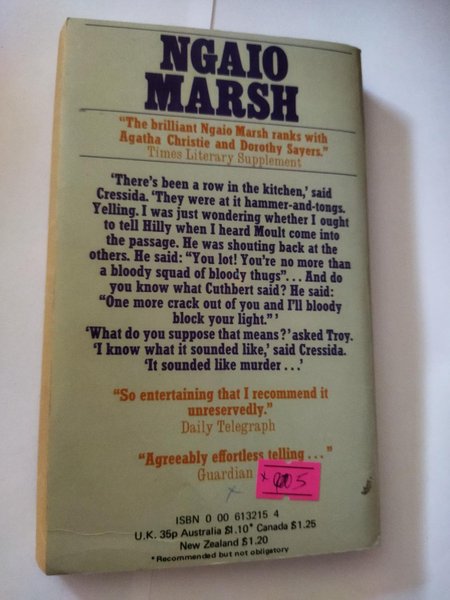 NGAIO
MARSH
"The brilliant Ngaio Marsh ranks with
Agatha Christie and Dorothy Sayers."
Times Literary Supplement
'There's been a row in the kitchen,' said
Cressida. 'They were at it hammer-and-tongs.
Yelling. I was just wondering whether I ought
to tell Hilly when I heard Moult come into
the passage. He was shouting back at the
others. He said: "You lot! You're no more than
a bloody squad of bloody thugs"... And do
you know what Cuthbert said? He said:
"One more crack out of you and I'll bloody
block your light." '
'What do you suppose that means?' asked Troy.
'I know what it sounded like,' said Cressida.
'It sounded like murder ...'
"So entertaining that I recommend it
unreservedly."
Daily Telegraph
"Agreeably effortless telling ..."
Guardian
ISBN 0 00 613215 4
U.K. 35p Australia $1.10* Canada $1.25
New Zealand $1.20
*Recommended but not obligatory